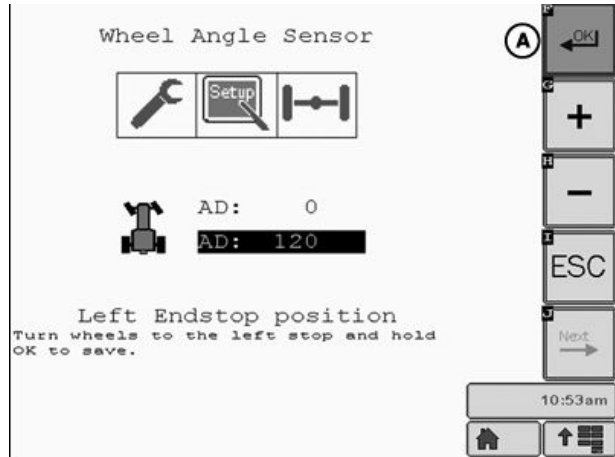 Wheel Angle Sensor
A
F
OK
Setup
G
+
AD: 0
H
−
AD: 120
I
ESC
Left Endstop position
Turn wheels to the left stop and hold
OK to save.
J
Next
10:53am